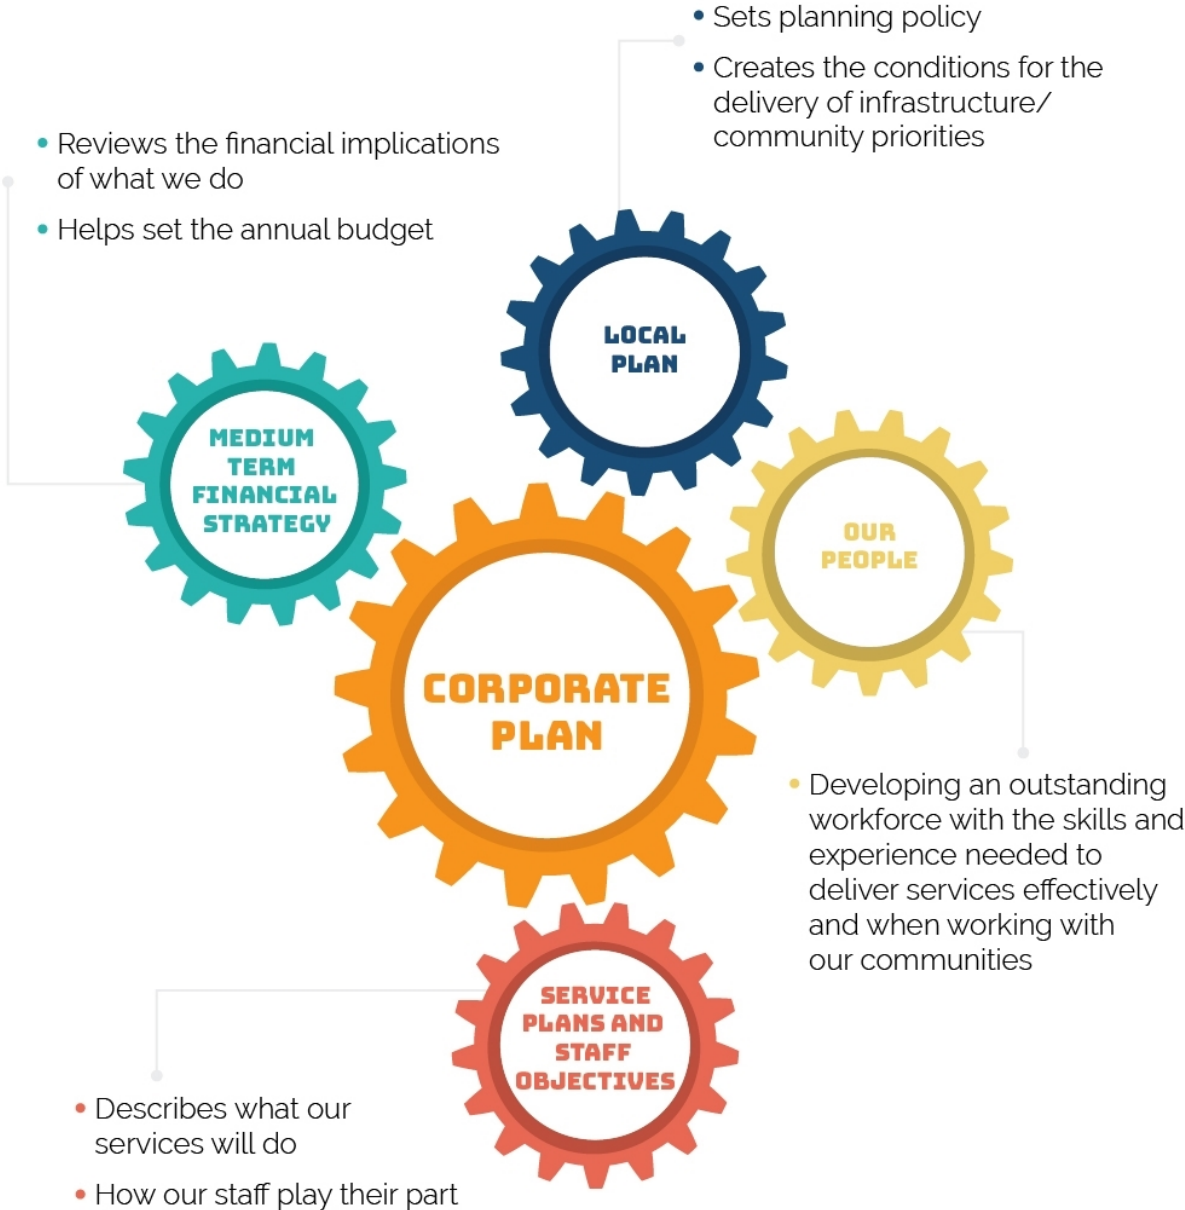 • Sets planning policy
• Creates the conditions for the
delivery of infrastructure/
community priorities
• Reviews the financial implications
of what we do
• Helps set the annual budget
LOCAL
PLAN
MEDIUM
TERM
FINANCIAL
STRATEGY
OUR
PEOPLE
CORPORATE
PLAN
• Developing an outstanding
workforce with the skills and
experience needed to
deliver services effectively
and when working with
our communities
SERVICE
PLANS AND
STAFF
OBJECTIVES
• Describes what our
services will do
• How our staff play their part